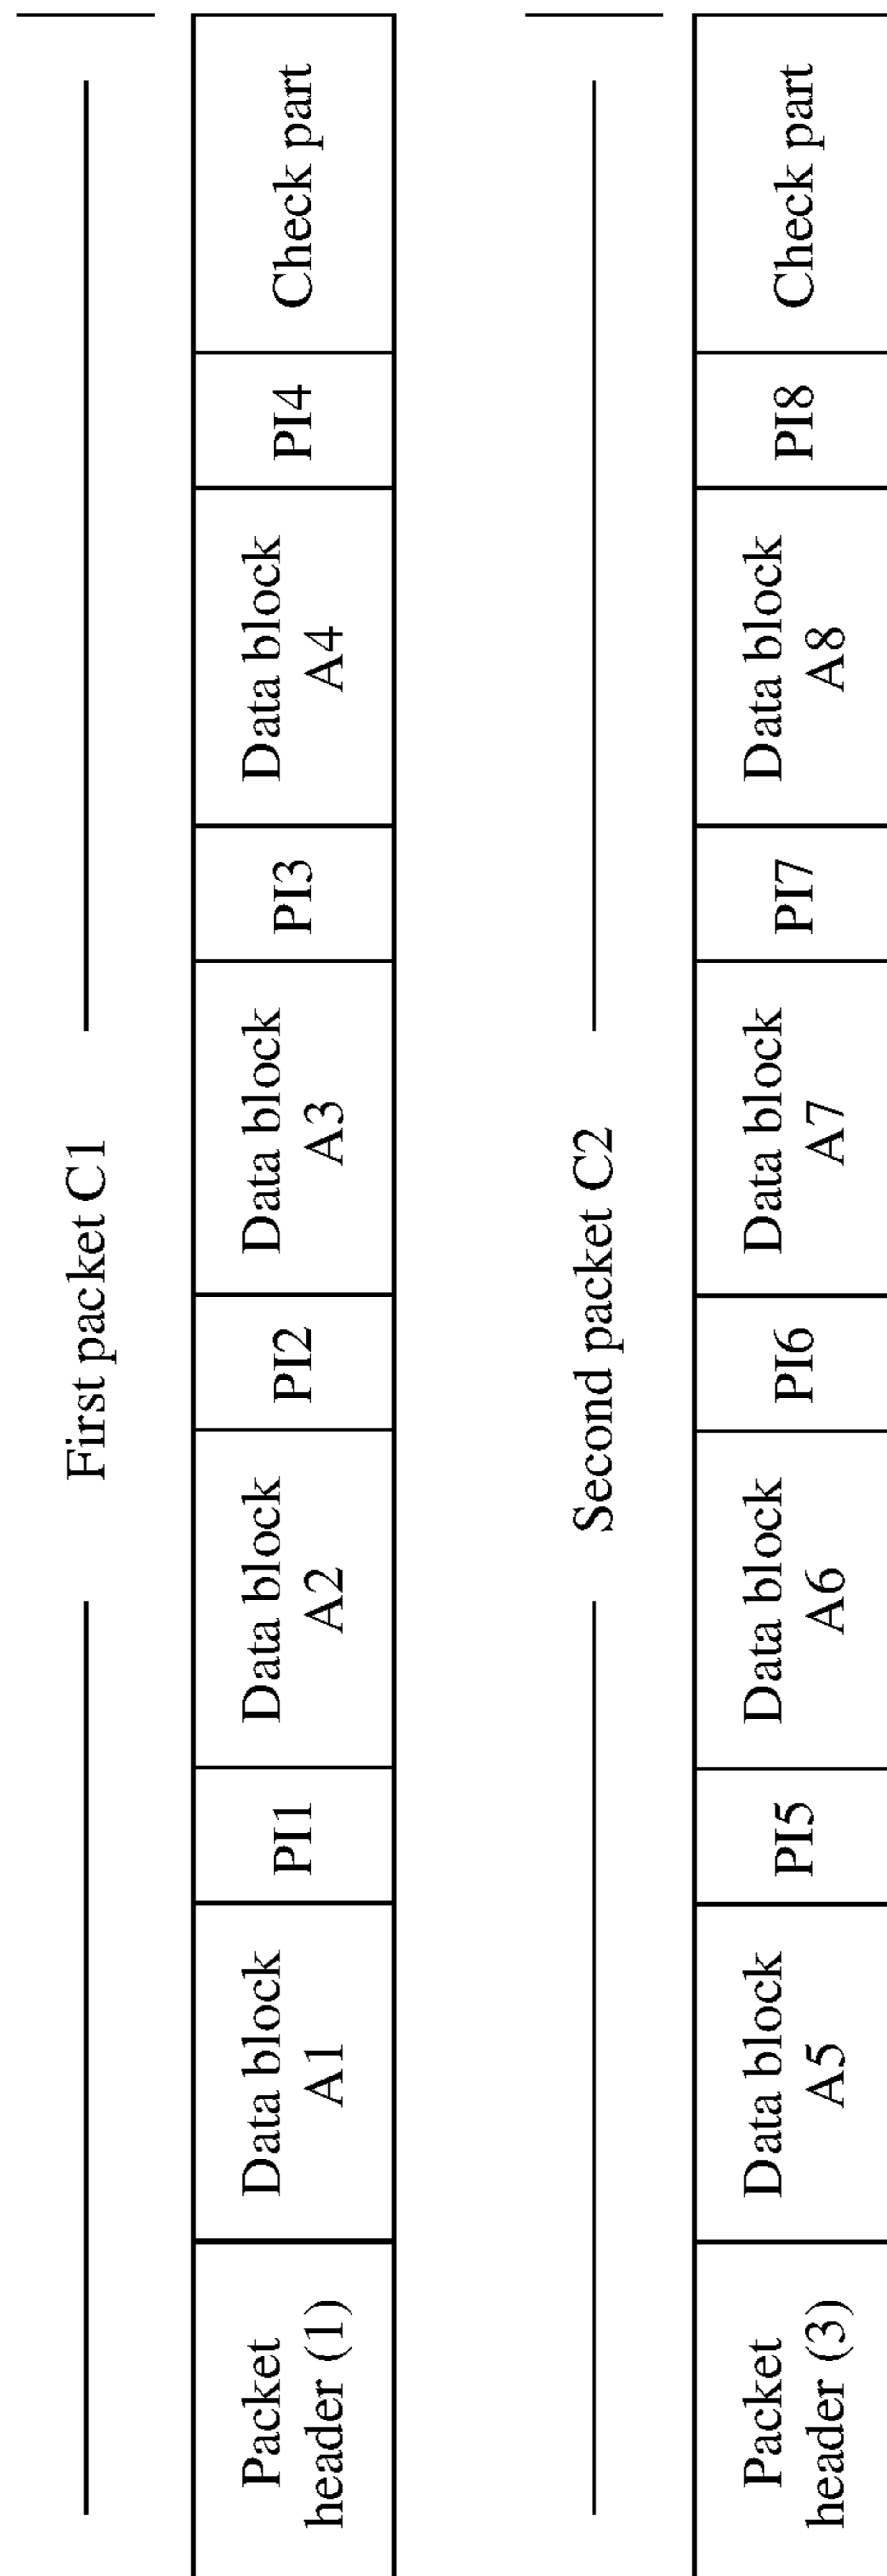 First packet C1
Packet
header (1)
Data block
A1
PI1
Data block
A2
PI2
Data block
A3
PI3
Data block
A4
PI4
Check part
Second packet C2
Packet
header (3)
Data block
A5
PI5
Data block
A6
PI6
Data block
A7
PI7
Data block
A8
PI8
Check part